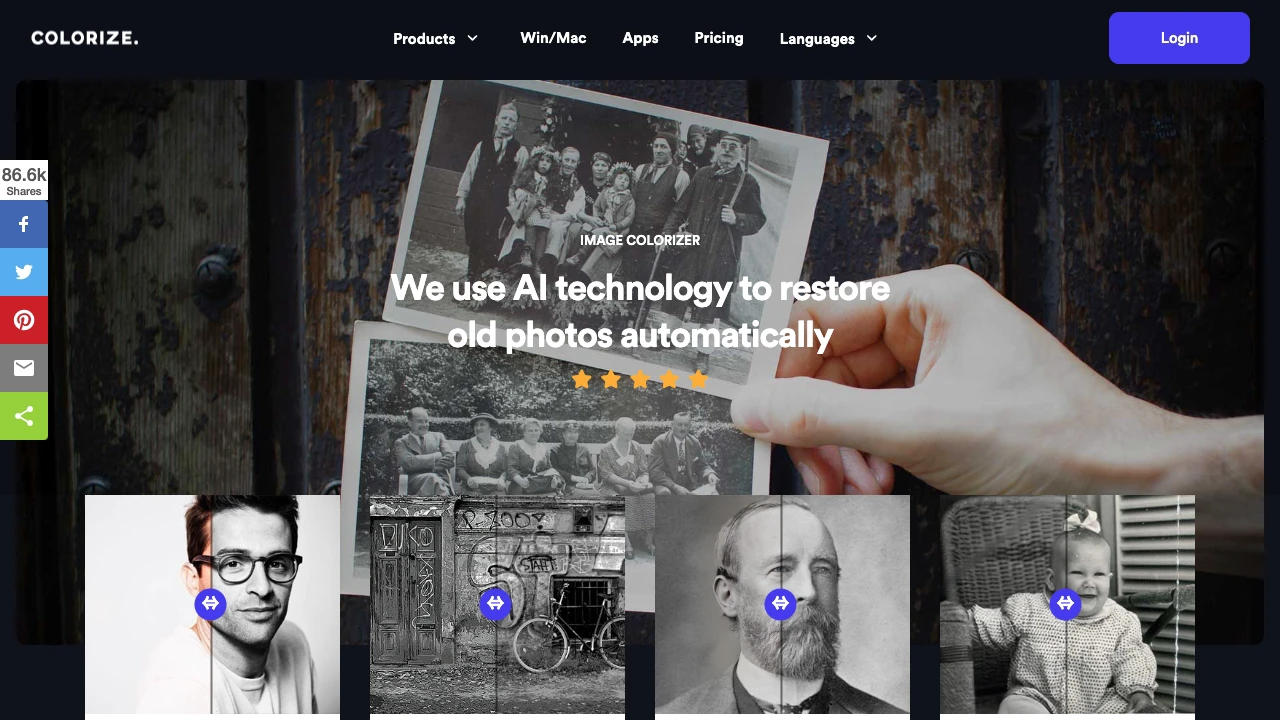 COLORIZE.
Products
Win/Mac
Apps
Pricing
Languages
Login
86.6k
Shares
IMAGE COLORIZER
We use AI technology to restore
old photos automatically
START